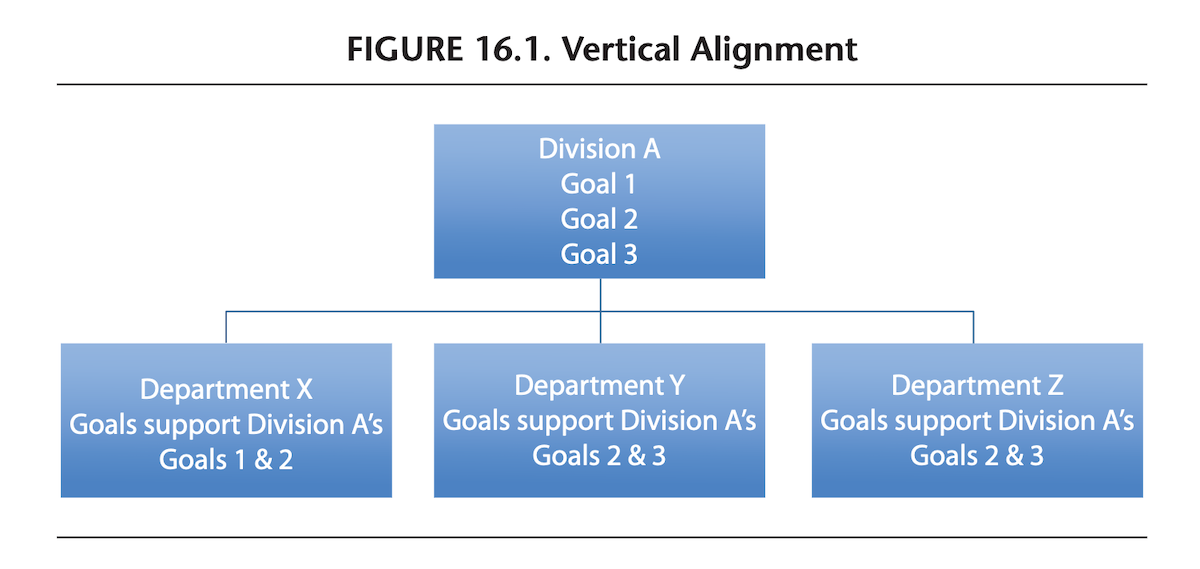 FIGURE 16.1. Vertical Alignment
Division A
Goal 1
Goal 2
Goal 3
Department X
Goals support Division A’s
Goals 1 & 2
Department Y
Goals support Division A’s
Goals 2 & 3
Department Z
Goals support Division A’s
Goals 2 & 3